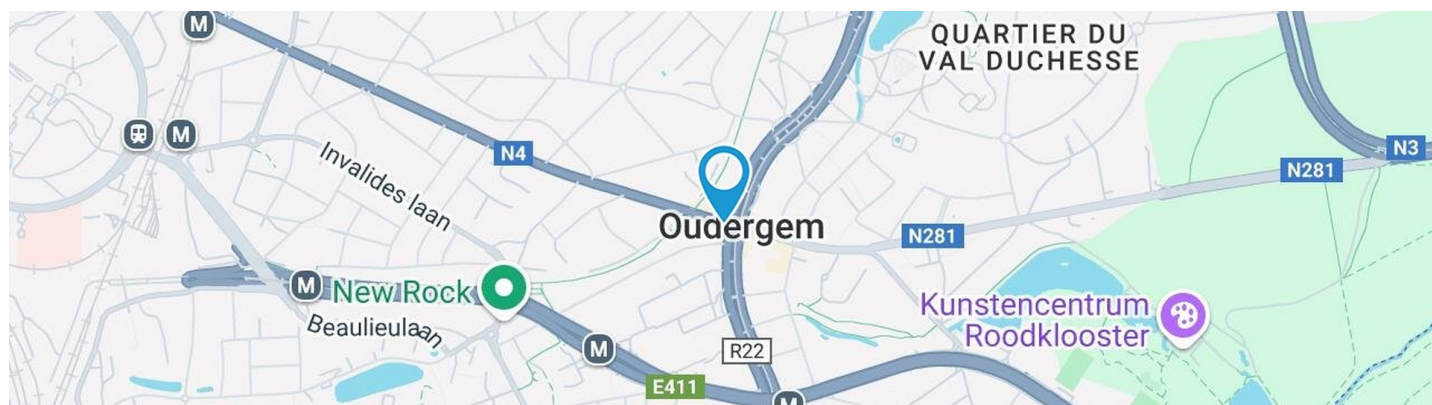 M
QUARTIER DU
VAL DUCHESSE
M
N4
N3
Invalides laan
N281
Oudergem
N281
M
New Rock
Beaulieulaan
Kunstencentrum
Roodklooster
M
R22
E411
M